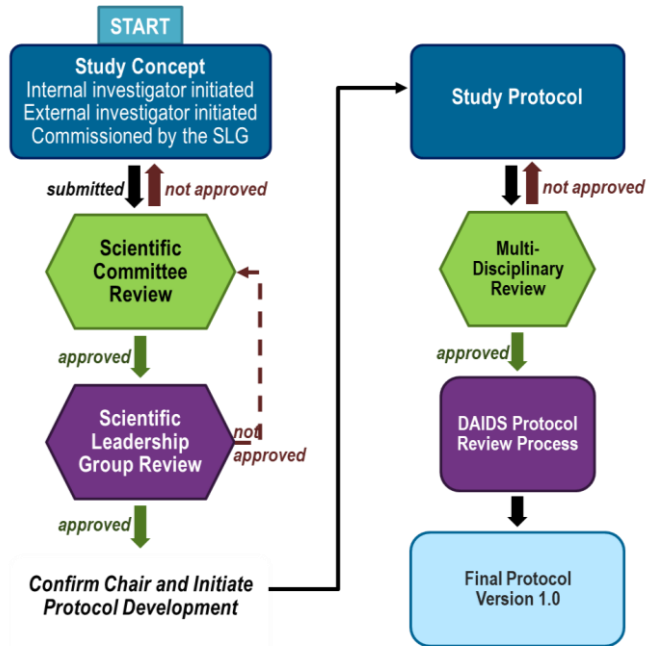 START
Study Concept
Internal investigator initiated
External investigator initiated
Commissioned by the SLG
submitted
not approved
Scientific
Committee
Review
approved
Scientific
Leadership
Group Review
not
approved
approved
Confirm Chair and Initiate
Protocol Development
Study Protocol
not approved
Multi-
Disciplinary
Review
approved
DAIDS Protocol
Review Process
Final Protocol
Version 1.0